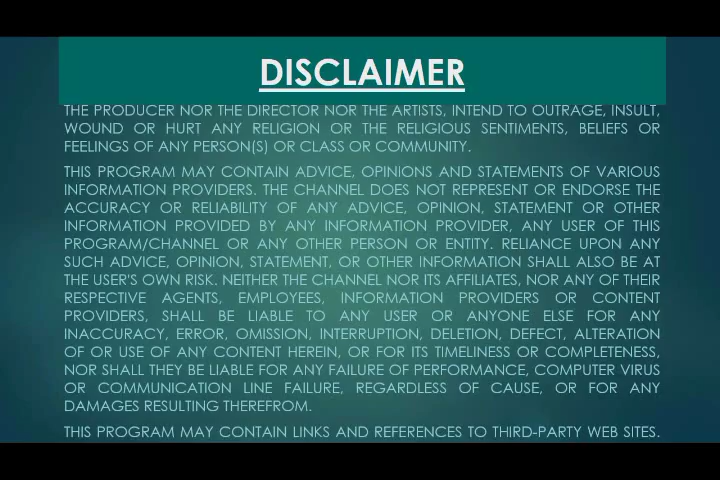 DISCLAIMER
THE PRODUCER NOR THE DIRECTOR NOR THE ARTISTS, INTEND TO OUTRAGE, INSULT,
WOUND OR HURT ANY RELIGION OR THE RELIGIOUS SENTIMENTS, BELIEFS OR
FEELINGS OF ANY PERSON(S) OR CLASS OR COMMUNITY.
THIS PROGRAM MAY CONTAIN ADVICE, OPINIONS AND STATEMENTS OF VARIOUS
INFORMATION PROVIDERS. THE CHANNEL DOES NOT REPRESENT OR ENDORSE THE
ACCURACY OR RELIABILITY OF ANY ADVICE, OPINION, STATEMENT OR OTHER
INFORMATION PROVIDED BY ANY INFORMATION PROVIDER, ANY USER OF THIS
PROGRAM/CHANNEL OR ANY OTHER PERSON OR ENTITY. RELIANCE UPON ANY
SUCH ADVICE, OPINION, STATEMENT, OR OTHER INFORMATION SHALL ALSO BE AT
THE USER'S OWN RISK. NEITHER THE CHANNEL NOR ITS AFFILIATES, NOR ANY OF THEIR
RESPECTIVE AGENTS, EMPLOYEES, INFORMATION PROVIDERS OR CONTENT
PROVIDERS, SHALL BE LIABLE TO ANY USER OR ANYONE ELSE FOR ANY
INACCURACY, ERROR, OMISSION, INTERRUPTION, DELETION, DEFECT, ALTERATION
OF OR USE OF ANY CONTENT HEREIN, OR FOR ITS TIMELINESS OR COMPLETENESS,
NOR SHALL THEY BE LIABLE FOR ANY FAILURE OF PERFORMANCE, COMPUTER VIRUS
OR COMMUNICATION LINE FAILURE, REGARDLESS OF CAUSE, OR FOR ANY
DAMAGES RESULTING THEREFROM.
THIS PROGRAM MAY CONTAIN LINKS AND REFERENCES TO THIRD-PARTY WEB SITES.